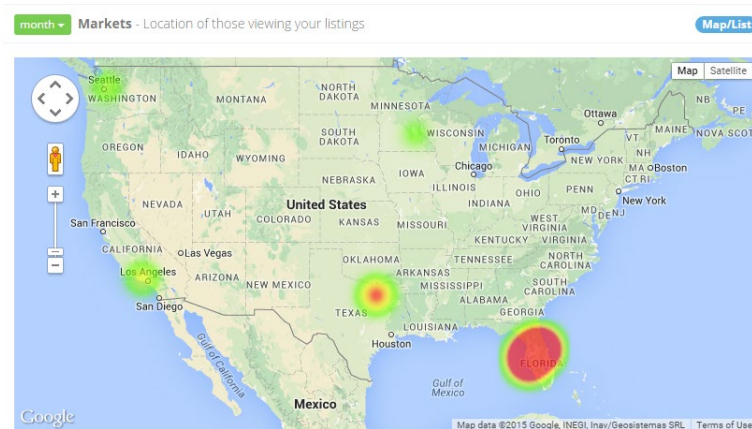 month Markets - Location of those viewing your listings
Map/List
Map Satellite
Seattle
WASHINGTON
MONTANA
NORTH
DAKOTA
MINNESOTA
Ottawa
NB
PE
OREGON
IDAHO
WYOMING
SOUTH
DAKOTA
WISCONSIN
MICHIGAN
Toronto
VT
MAINE
NOVA SCOT
NH
NEW YORK
MA Boston
CT RI
Chicago
IOWA
NEBRASKA
ILLINOIS
INDIANA
OHIO
PENN
New York
NEVADA
UTAH
COLORADO
United States
KANSAS
MISSOURI
WEST
VIRGINIA
MD
DE NJ
San Francisco
KENTUCKY
VIRGINIA
CALIFORNIA
Las Vegas
OKLAHOMA
TENNESSEE
NORTH
CAROLINA
Los Angeles
ARIZONA
NEW MEXICO
ARKANSAS
MISSISSIPPI
SOUTH
CAROLINA
San Diego
TEXAS
ALABAMA
GEORGIA
LOUISIANA
Houston
FLORIDA
Gulf of
California
Gulf of
Mexico
Mexico
Google
Map data ©2015 Google, INEGI, Inav/Geosistemas SRL Terms of Use